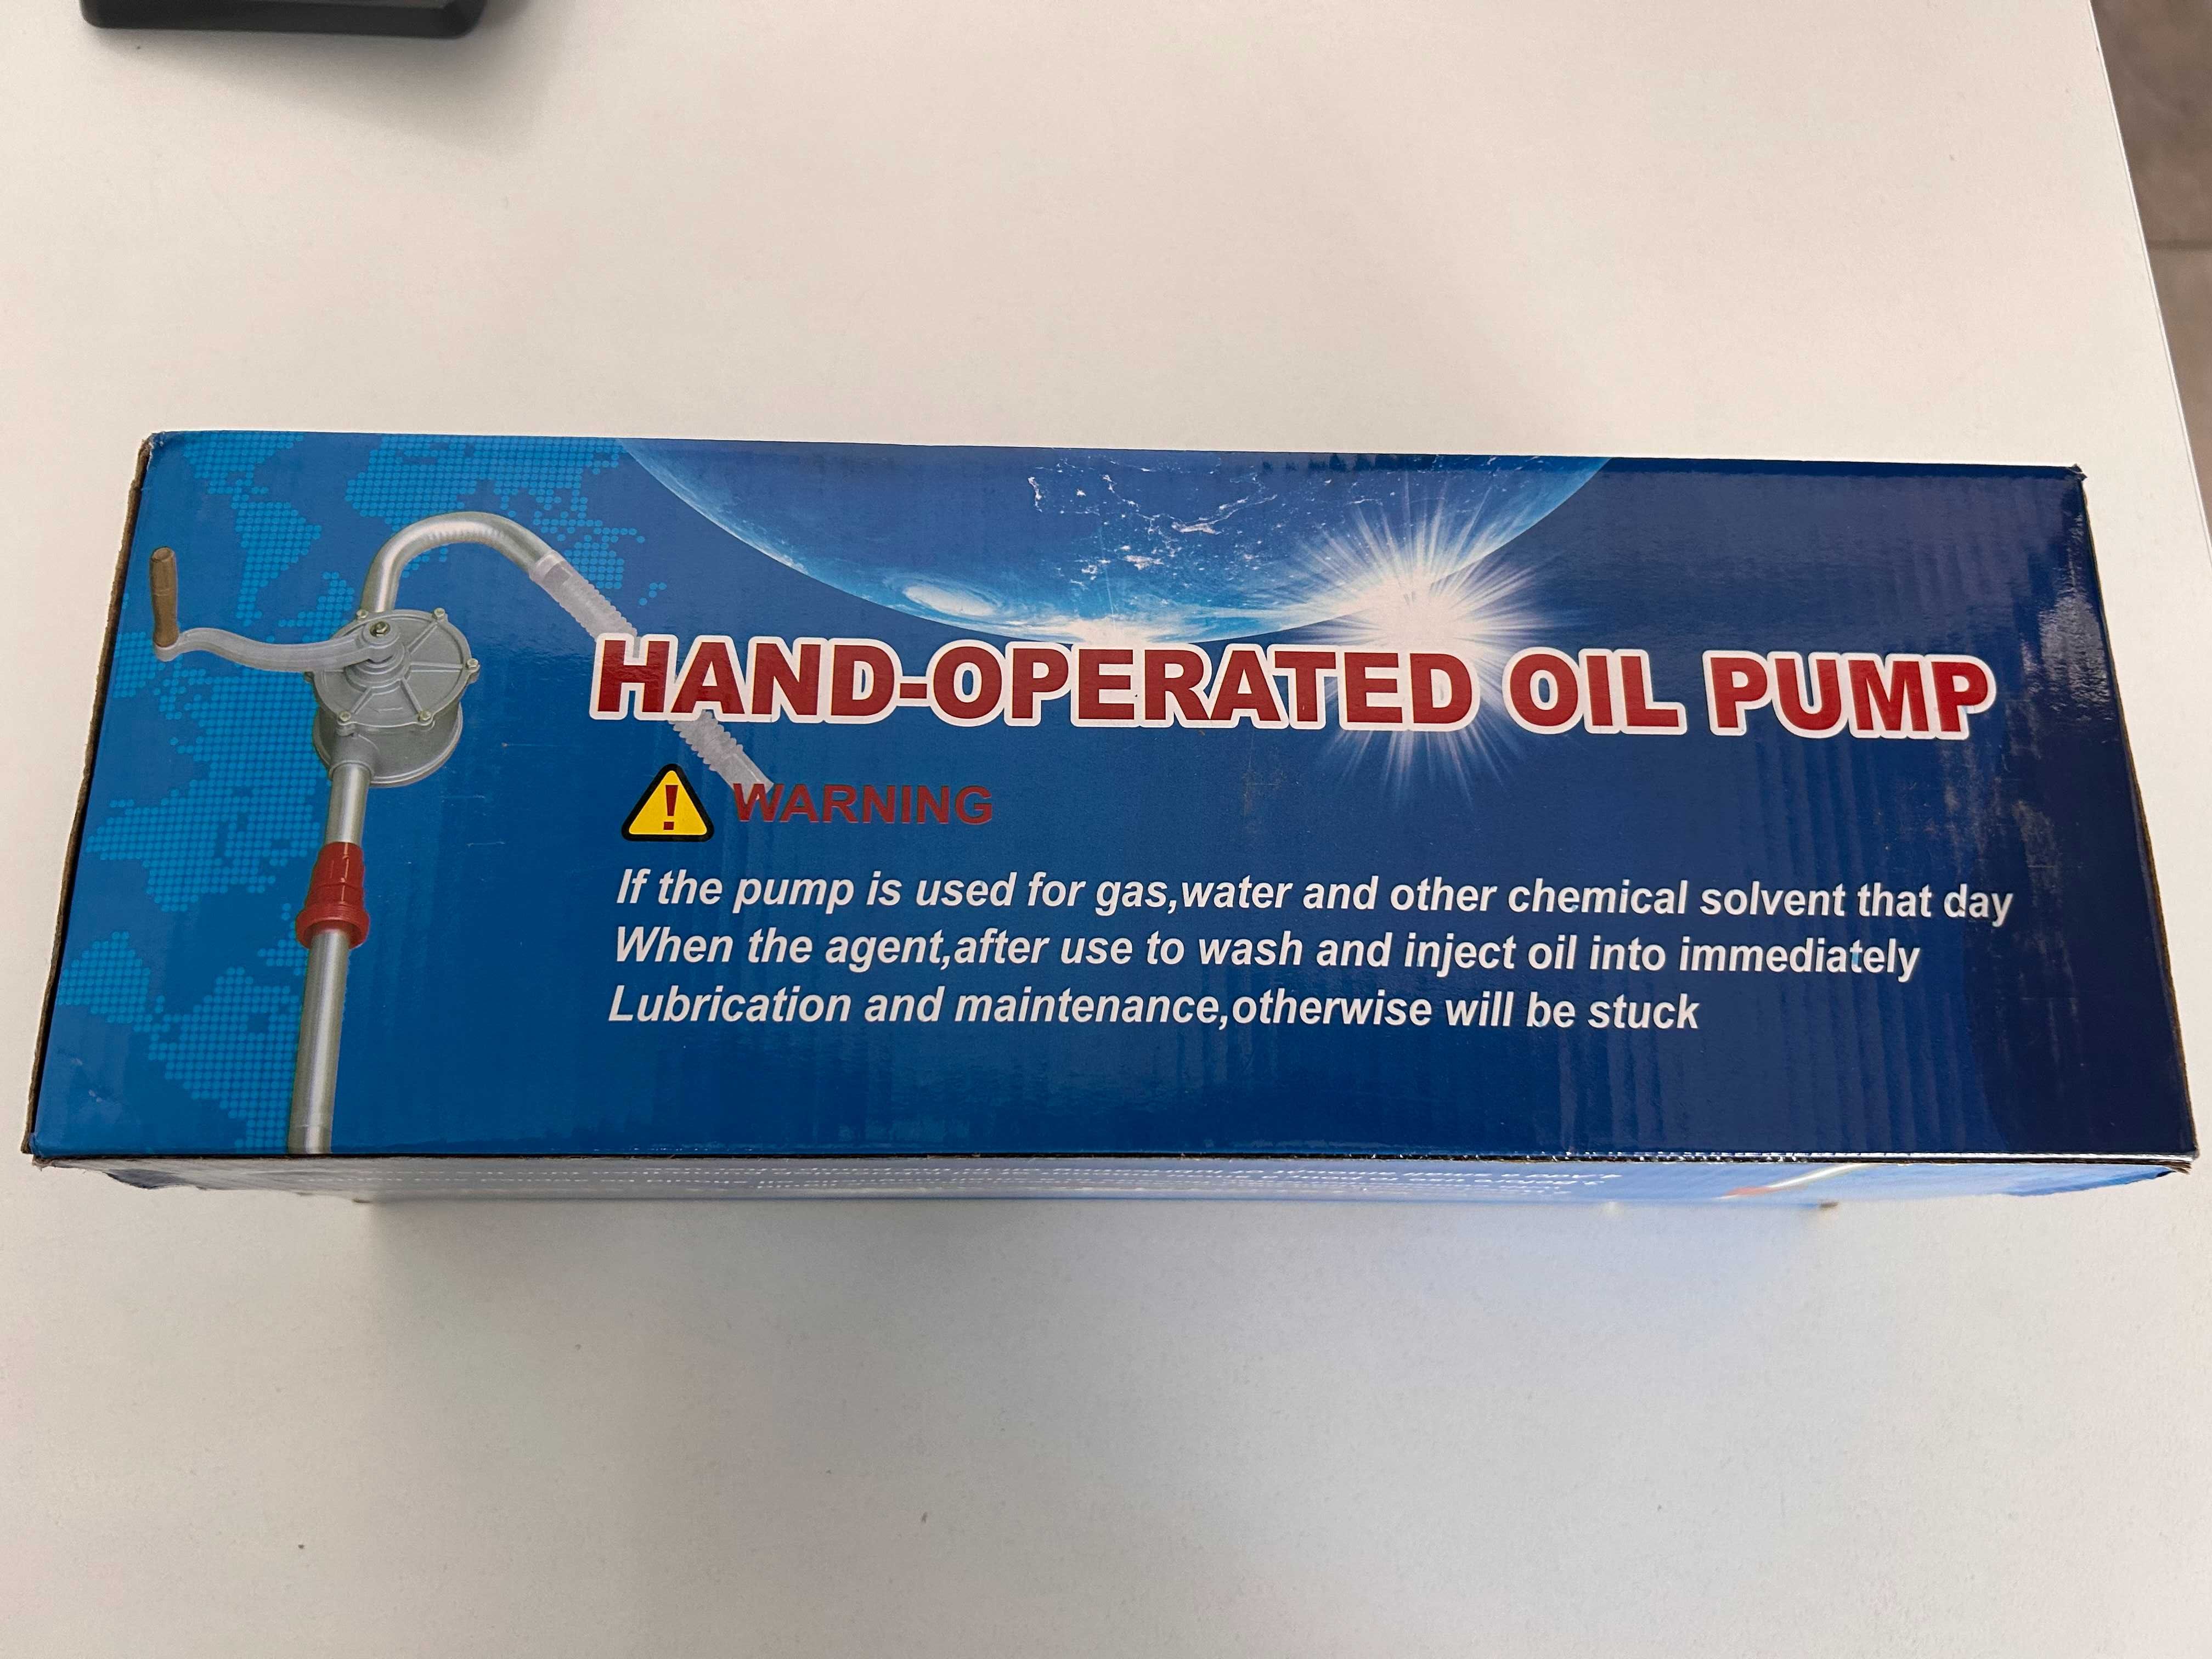 HAND-OPERATED OIL PUMP
WARNING
If the pump is used for gas,water and other chemical solvent that day
When the agent,after use to wash and inject oil into immediately
Lubrication and maintenance,otherwise will be stuck